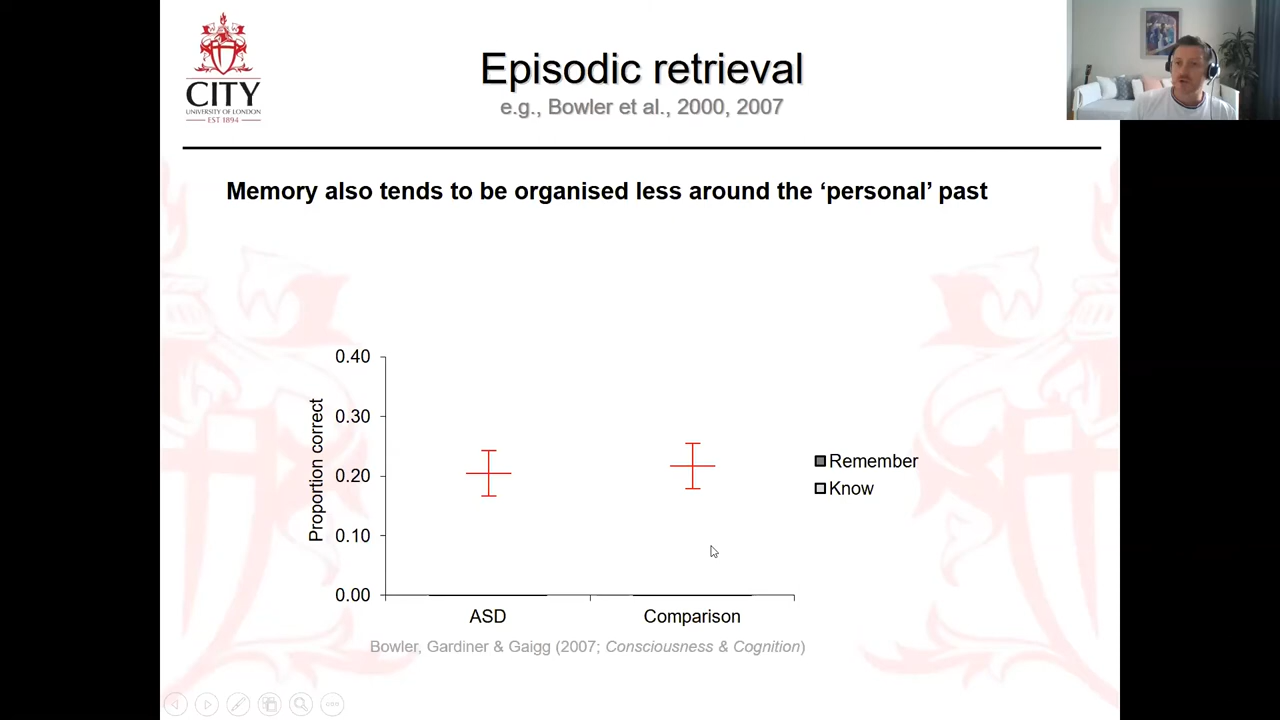 CITY
UNIVERSITY OF LONDON
EST 1894
Episodic retrieval
e.g., Bowler et al., 2000, 2007
Memory also tends to be organised less around the ‘personal’ past
0.40
0.30
0.20
0.10
0.00
Proportion correct
ASD
Comparison
Remember
Know
Bowler, Gardiner & Gaigg (2007; Consciousness & Cognition)